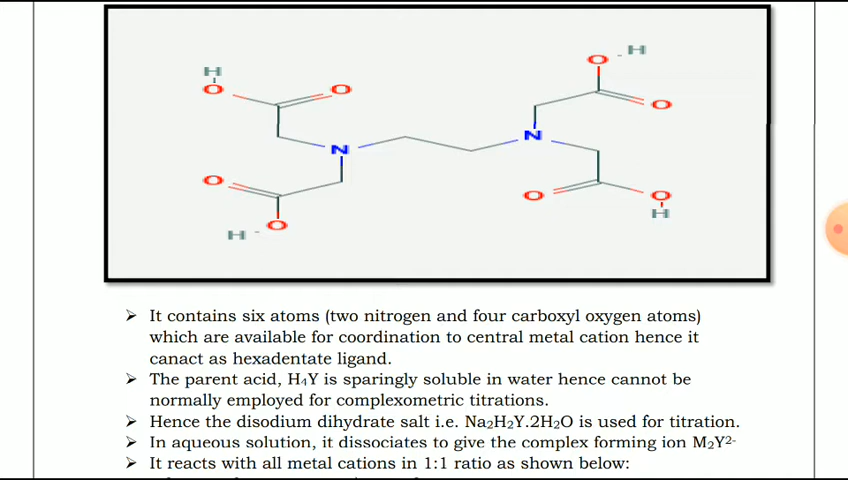 H
O
O
N
O
O
H
O
H
O
N
O
O
H
➢ It contains six atoms (two nitrogen and four carboxyl oxygen atoms)
which are available for coordination to central metal cation hence it
canact as hexadentate ligand.
➢ The parent acid, H₄Y is sparingly soluble in water hence cannot be
normally employed for complexometric titrations.
➢ Hence the disodium dihydrate salt i.e. Na₂H₂Y.2H₂O is used for titration.
➢ In aqueous solution, it dissociates to give the complex forming ion M₂Y²⁻
➢ It reacts with all metal cations in 1:1 ratio as shown below: